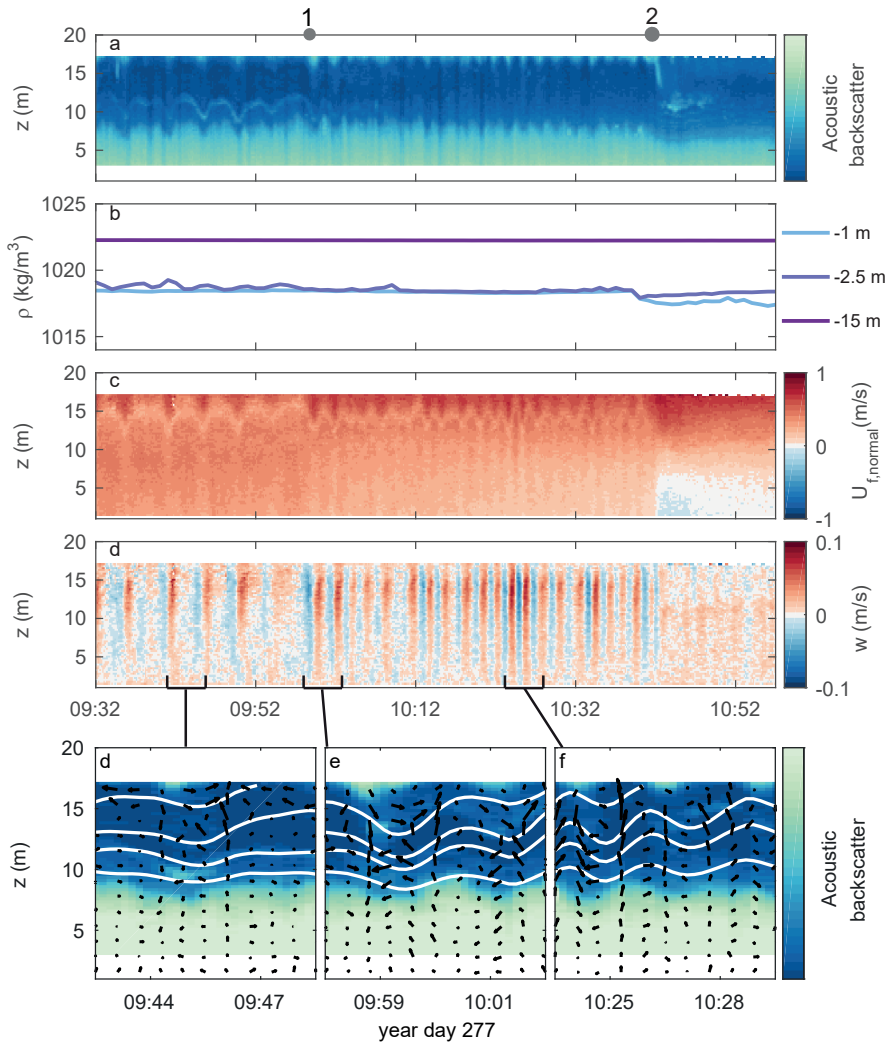 1 2
20
a
15
10
5
z (m)
Acoustic
backscatter
1025
b
1020
1015
ρ (kg/m³)
-1 m
-2.5 m
-15 m
20
c
15
10
5
z (m)
1
0
-1
U_f,normal (m/s)
20
d
15
10
5
z (m)
0.1
0
-0.1
w (m/s)
09:32 09:52 10:12 10:32 10:52
20
d e f
15
10
5
z (m)
Acoustic
backscatter
09:44 09:47 09:59 10:01 10:25 10:28
year day 277